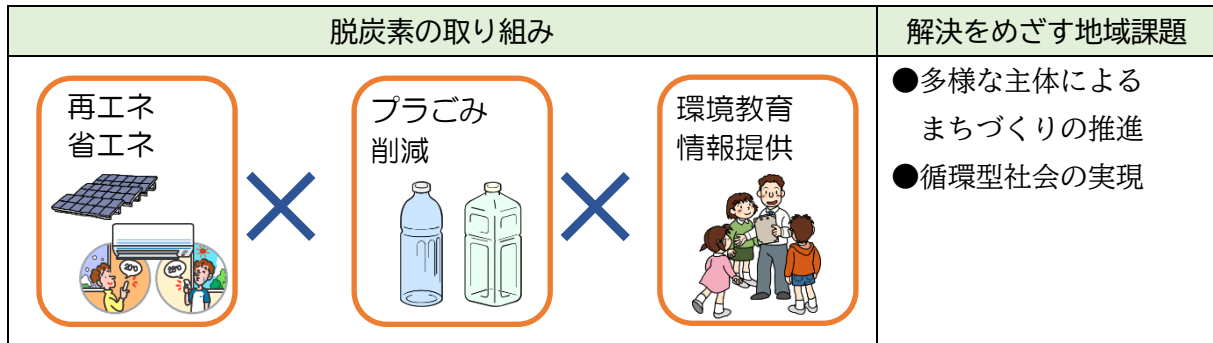 脱炭素の取り組み
解決をめざす地域課題
再エネ
省エネ
プラごみ
削減
環境教育
情報提供
●多様な主体による
まちづくりの推進
●循環型社会の実現
20℃
28℃